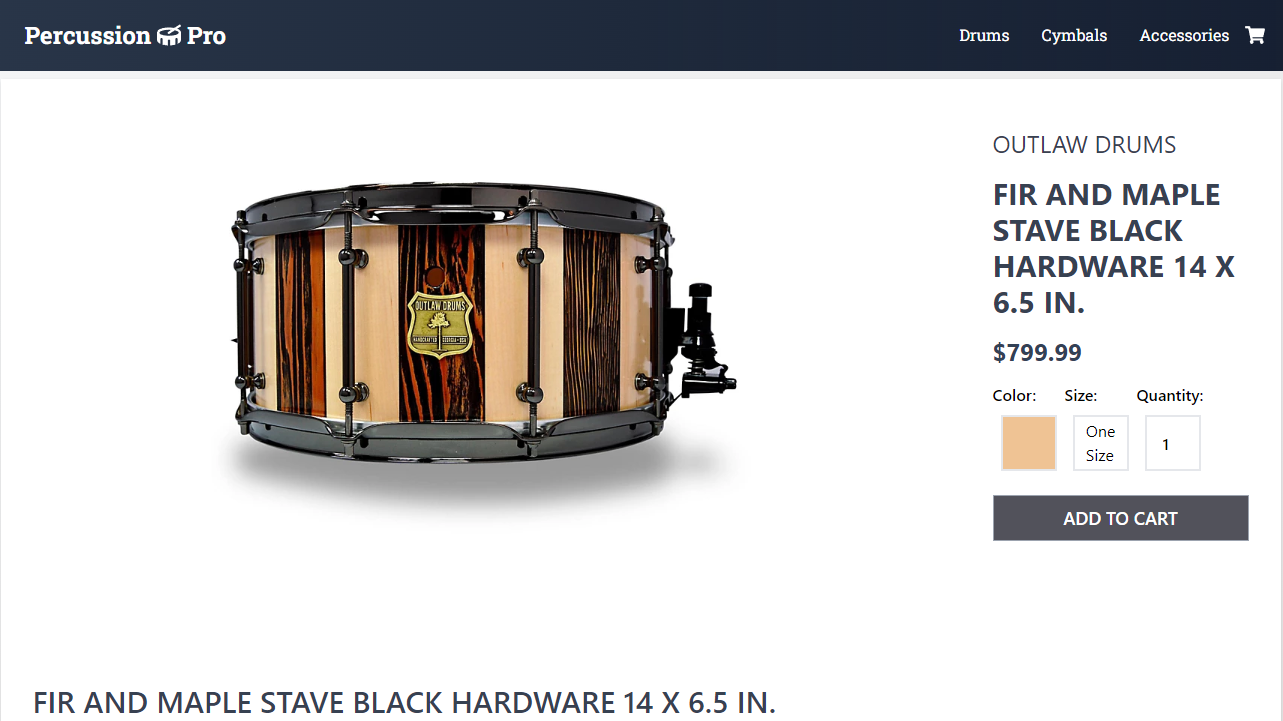 Percussion Pro
Drums
Cymbals
Accessories
OUTLAW DRUMS
FIR AND MAPLE
STAVE BLACK
HARDWARE 14 X
6.5 IN.
$799.99
Color:
Size:
Quantity:
One
Size
1
ADD TO CART
OUTLAW DRUMS
HANDCRAFTED GEORGIA USA
FIR AND MAPLE STAVE BLACK HARDWARE 14 X 6.5 IN.